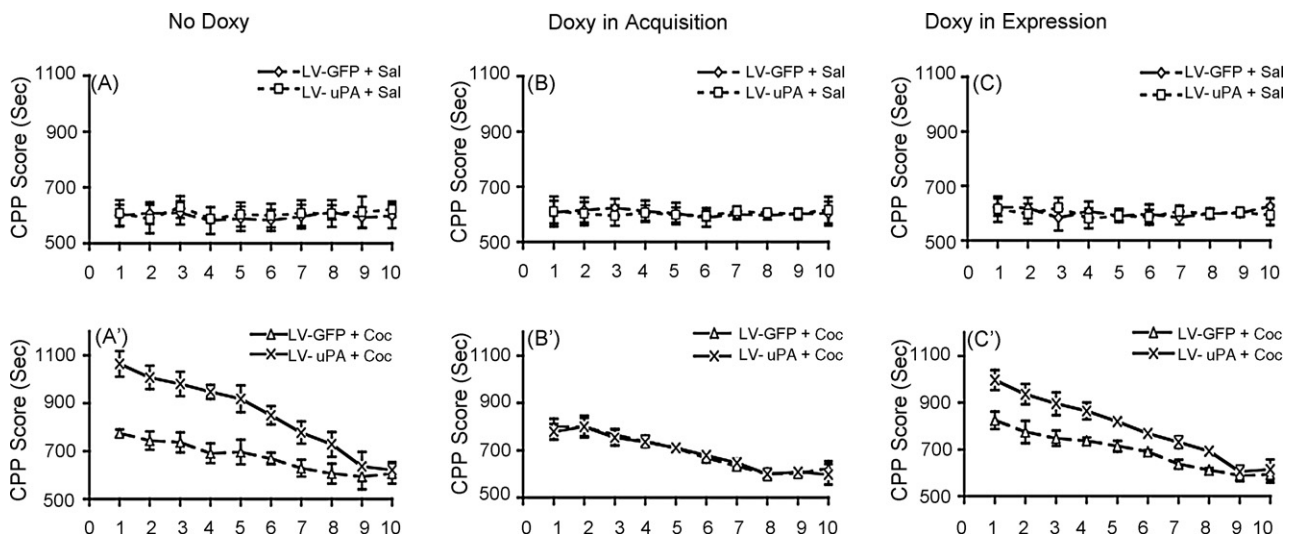 No Doxy
Doxy in Acquisition
Doxy in Expression
CPP Score (Sec)
1100
900
700
500
(A)
LV-GFP + Sal
LV- uPA + Sal
0 1 2 3 4 5 6 7 8 9 10
CPP Score (Sec)
1100
900
700
500
(B)
LV-GFP + Sal
LV- uPA + Sal
0 1 2 3 4 5 6 7 8 9 10
CPP Score (Sec)
1100
900
700
500
(C)
LV-GFP + Sal
LV- uPA + Sal
0 1 2 3 4 5 6 7 8 9 10
CPP Score (Sec)
1100
900
700
500
(A')
LV-GFP + Coc
LV- uPA + Coc
0 1 2 3 4 5 6 7 8 9 10
CPP Score (Sec)
1100
900
700
500
(B')
LV-GFP + Coc
LV- uPA + Coc
0 1 2 3 4 5 6 7 8 9 10
CPP Score (Sec)
1100
900
700
500
(C')
LV-GFP + Coc
LV- uPA + Coc
0 1 2 3 4 5 6 7 8 9 10